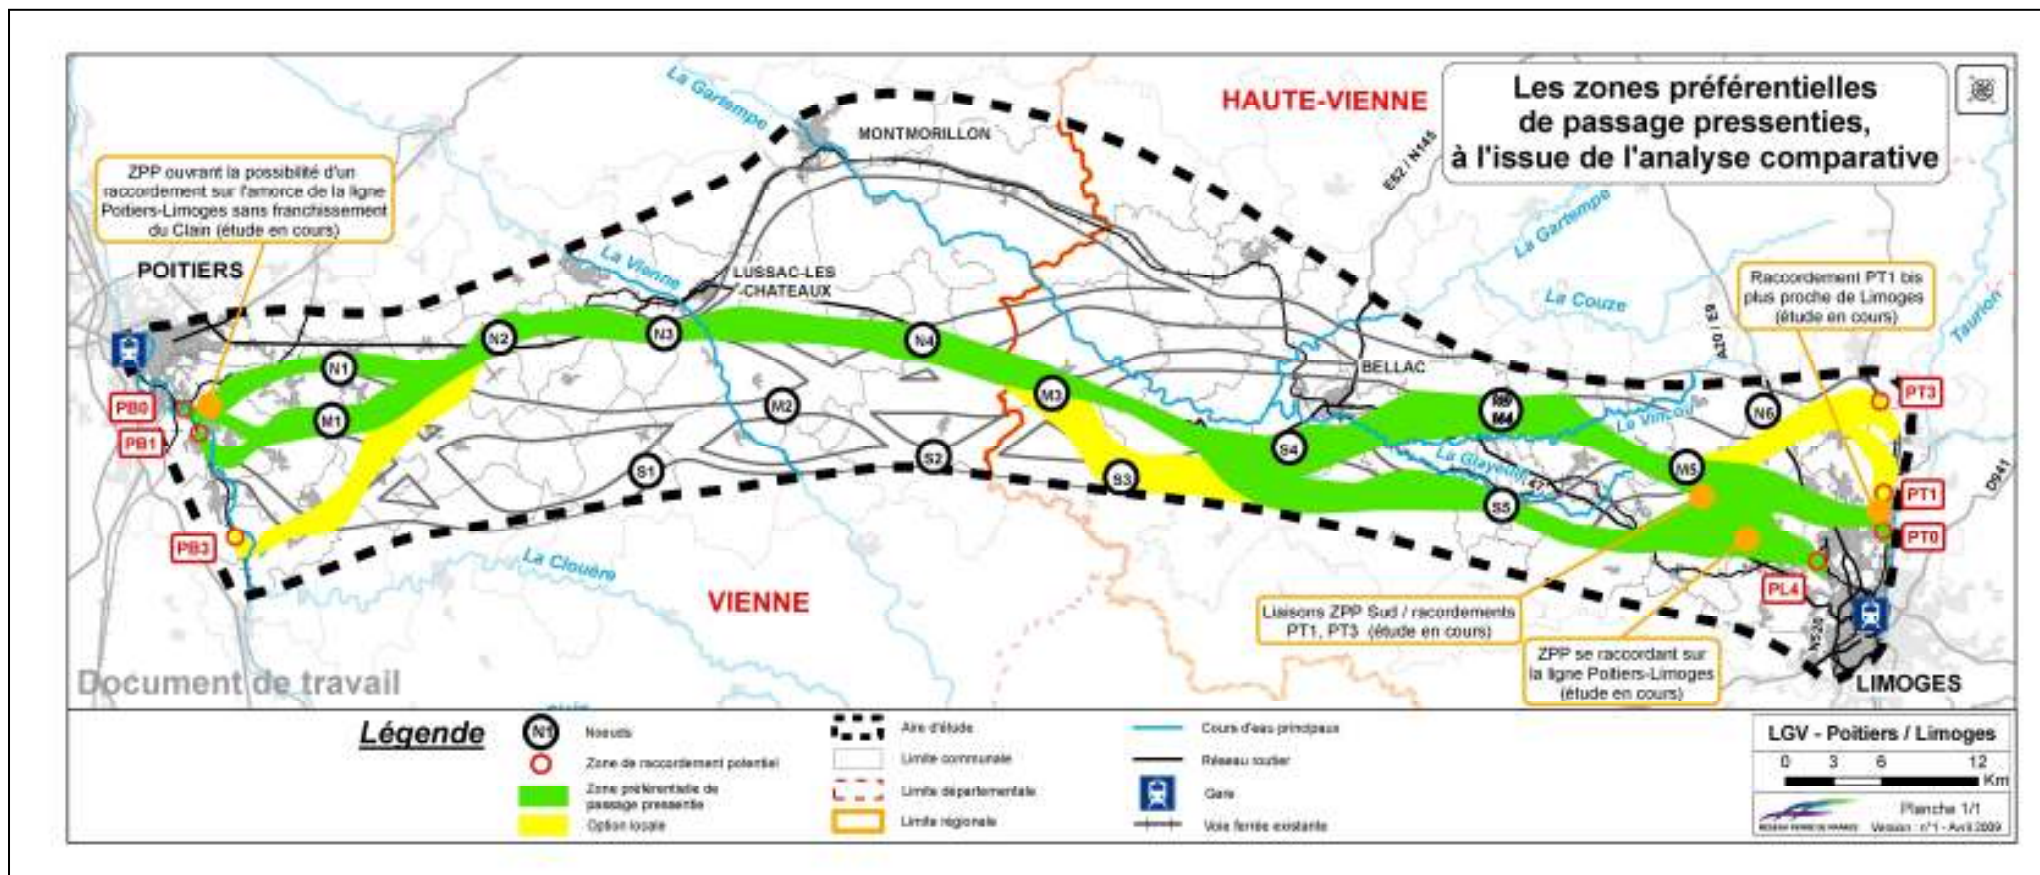 Les zones préférentielles
de passage pressenties,
à l'issue de l'analyse comparative
HAUTE-VIENNE
La Gartempe
MONTMORILLON
E62 / N145
ZPP ouvrant la possibilité d'un
raccordement sur l'amorce de la ligne
Poitiers-Limoges sans franchissement
du Clain (étude en cours)
POITIERS
La Vienne
LUSSAC-LES
-CHATEAUX
La Gartempe
La Couze
A20 / E9
Raccordement PT1 bis
plus proche de Limoges
(étude en cours)
Taurion
BELLAC
PB0
PB1
PB3
N1
M1
N2
N3
N4
M2
S1
S2
M3
S3
S4
M4
La Vincou
La Glayeulle
47
S5
N6
M5
PT3
PT1
PT0
PL4
D941
N520
La Clouère
VIENNE
Liaisons ZPP Sud / racordements
PT1, PT3 (étude en cours)
ZPP se raccordant sur
la ligne Poitiers-Limoges
(étude en cours)
LIMOGES
Document de travail
Légende
N1 Noeuds
Zone de raccordement potentiel
Zone préférentielle de
passage pressentie
Option locale
Aire d'étude
Limite communale
Limite départementale
Limite régionale
Cours d'eau principaux
Réseau routier
Gare
Voie ferrée existante
LGV - Poitiers / Limoges
0 3 6 12
Km
RESEAU FERRE DE FRANCE
Planche 1/1
Version : n°1 - Avril 2009